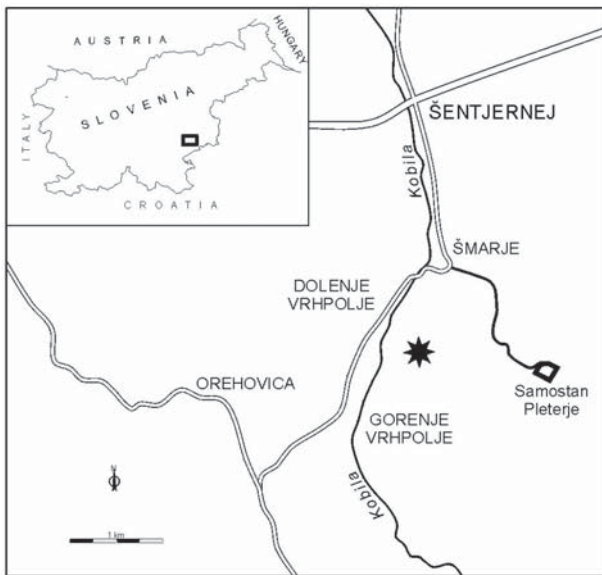 AUSTRIA
HUNGARY
SLOVENIA
ITALY
CROATIA
ŠENTJERNEJ
Kobila
ŠMARJE
DOLENJE
VRHPOLJE
OREHOVICA
Samostan
Pleterje
GORENJE
VRHPOLJE
Kobila
N
1 km